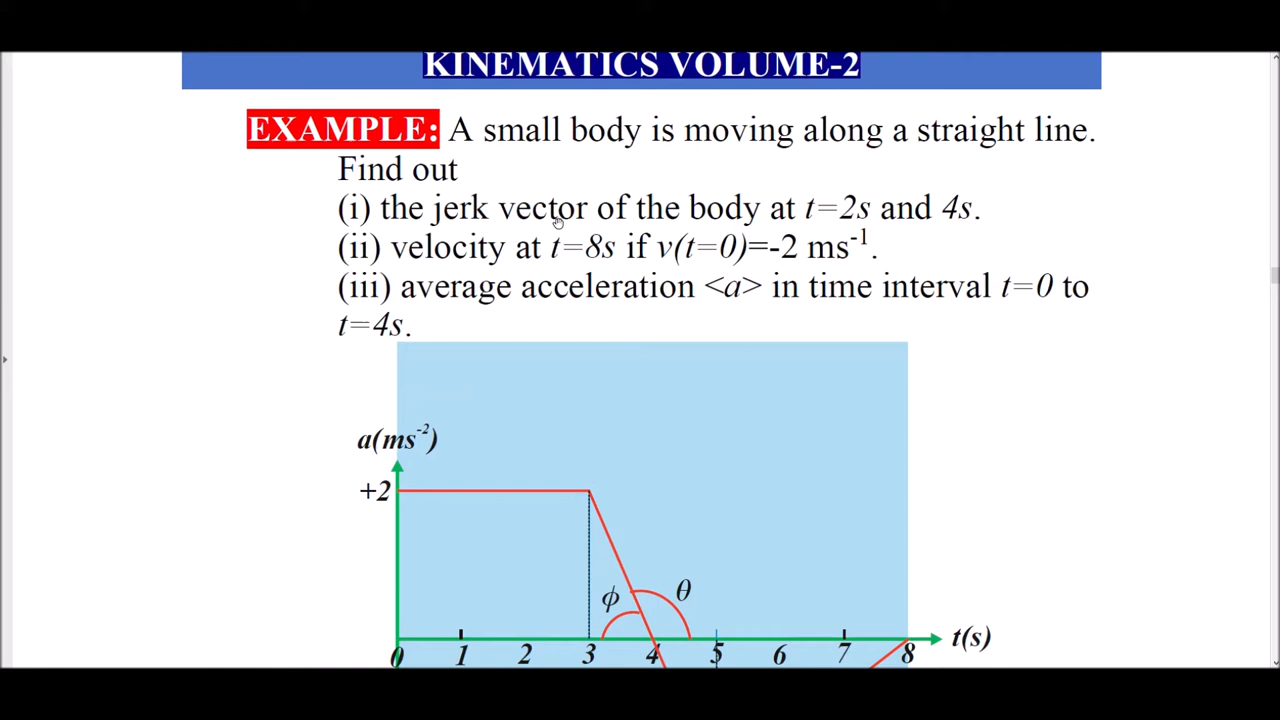 KINEMATICS VOLUME-2
EXAMPLE: A small body is moving along a straight line.
Find out
(i) the jerk vector of the body at t=2s and 4s.
(ii) velocity at t=8s if v(t=0)=-2 ms⁻¹.
(iii) average acceleration <a> in time interval t=0 to
t=4s.
a(ms⁻²)
+2
ϕ θ
t(s)
0 1 2 3 4 5 6 7 8